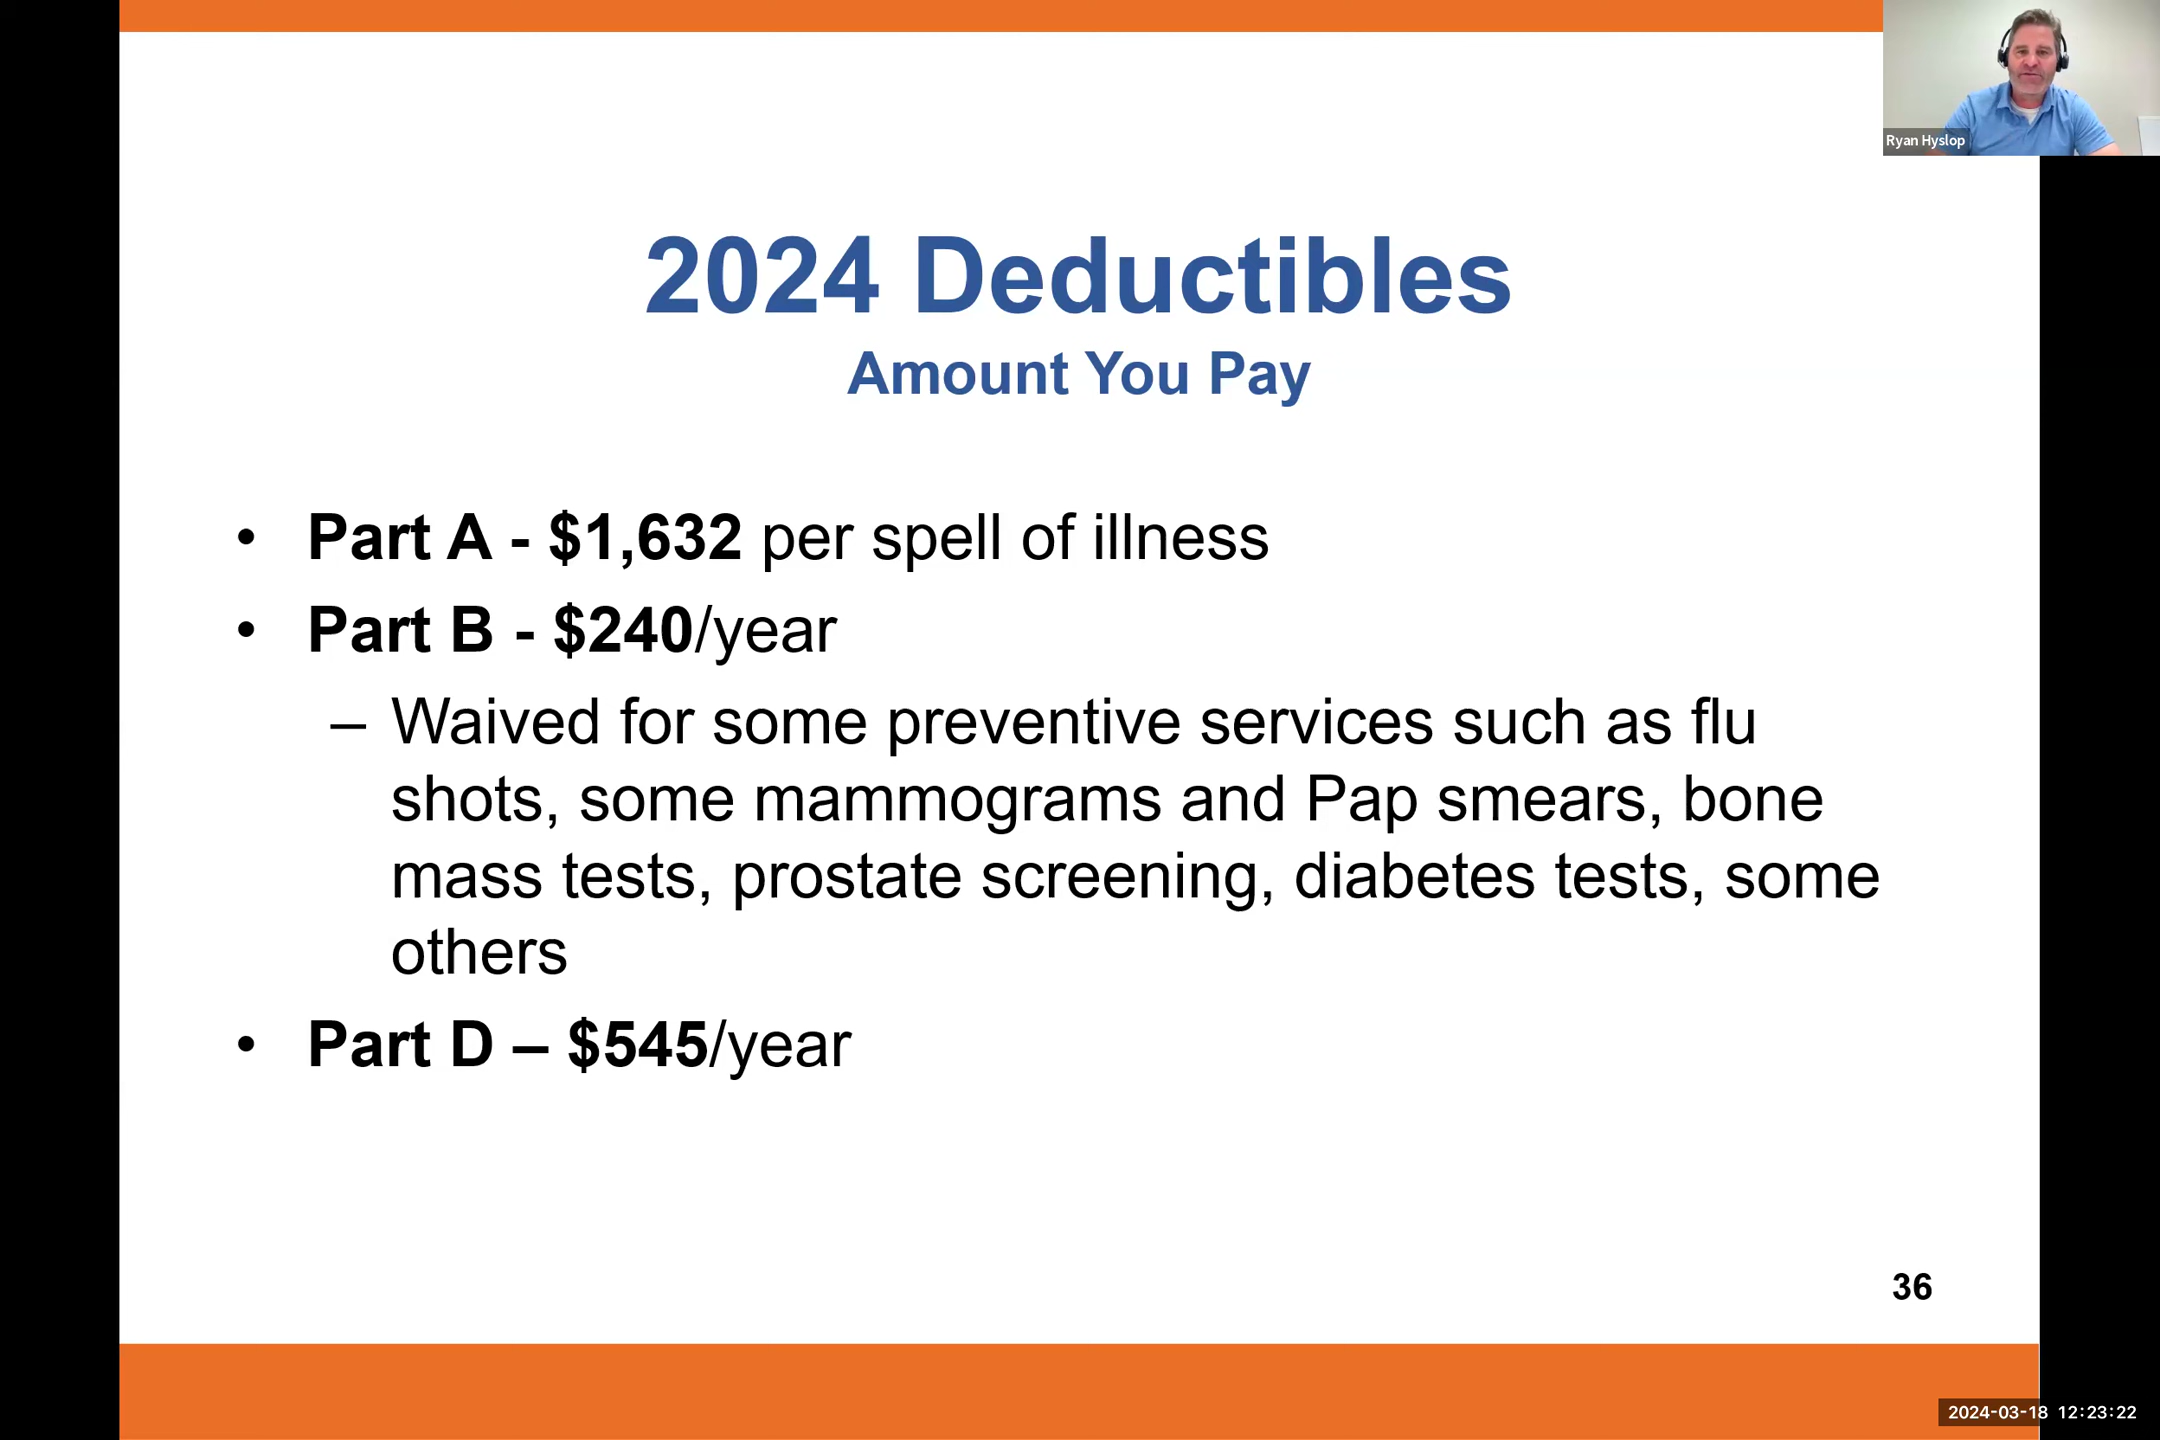 Ryan Hyslop
2024 Deductibles
Amount You Pay
• Part A - $1,632 per spell of illness
• Part B - $240/year
– Waived for some preventive services such as flu
shots, some mammograms and Pap smears, bone
mass tests, prostate screening, diabetes tests, some
others
• Part D – $545/year
36
2024-03-18 12:23:22